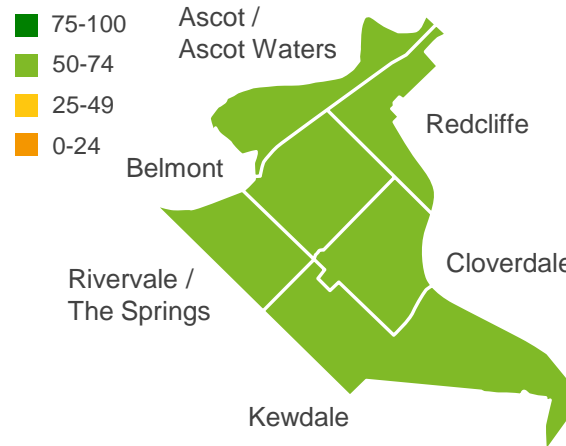 75-100
50-74
25-49
0-24
Ascot /
Ascot Waters
Redcliffe
Belmont
Cloverdale
Rivervale /
The Springs
Kewdale